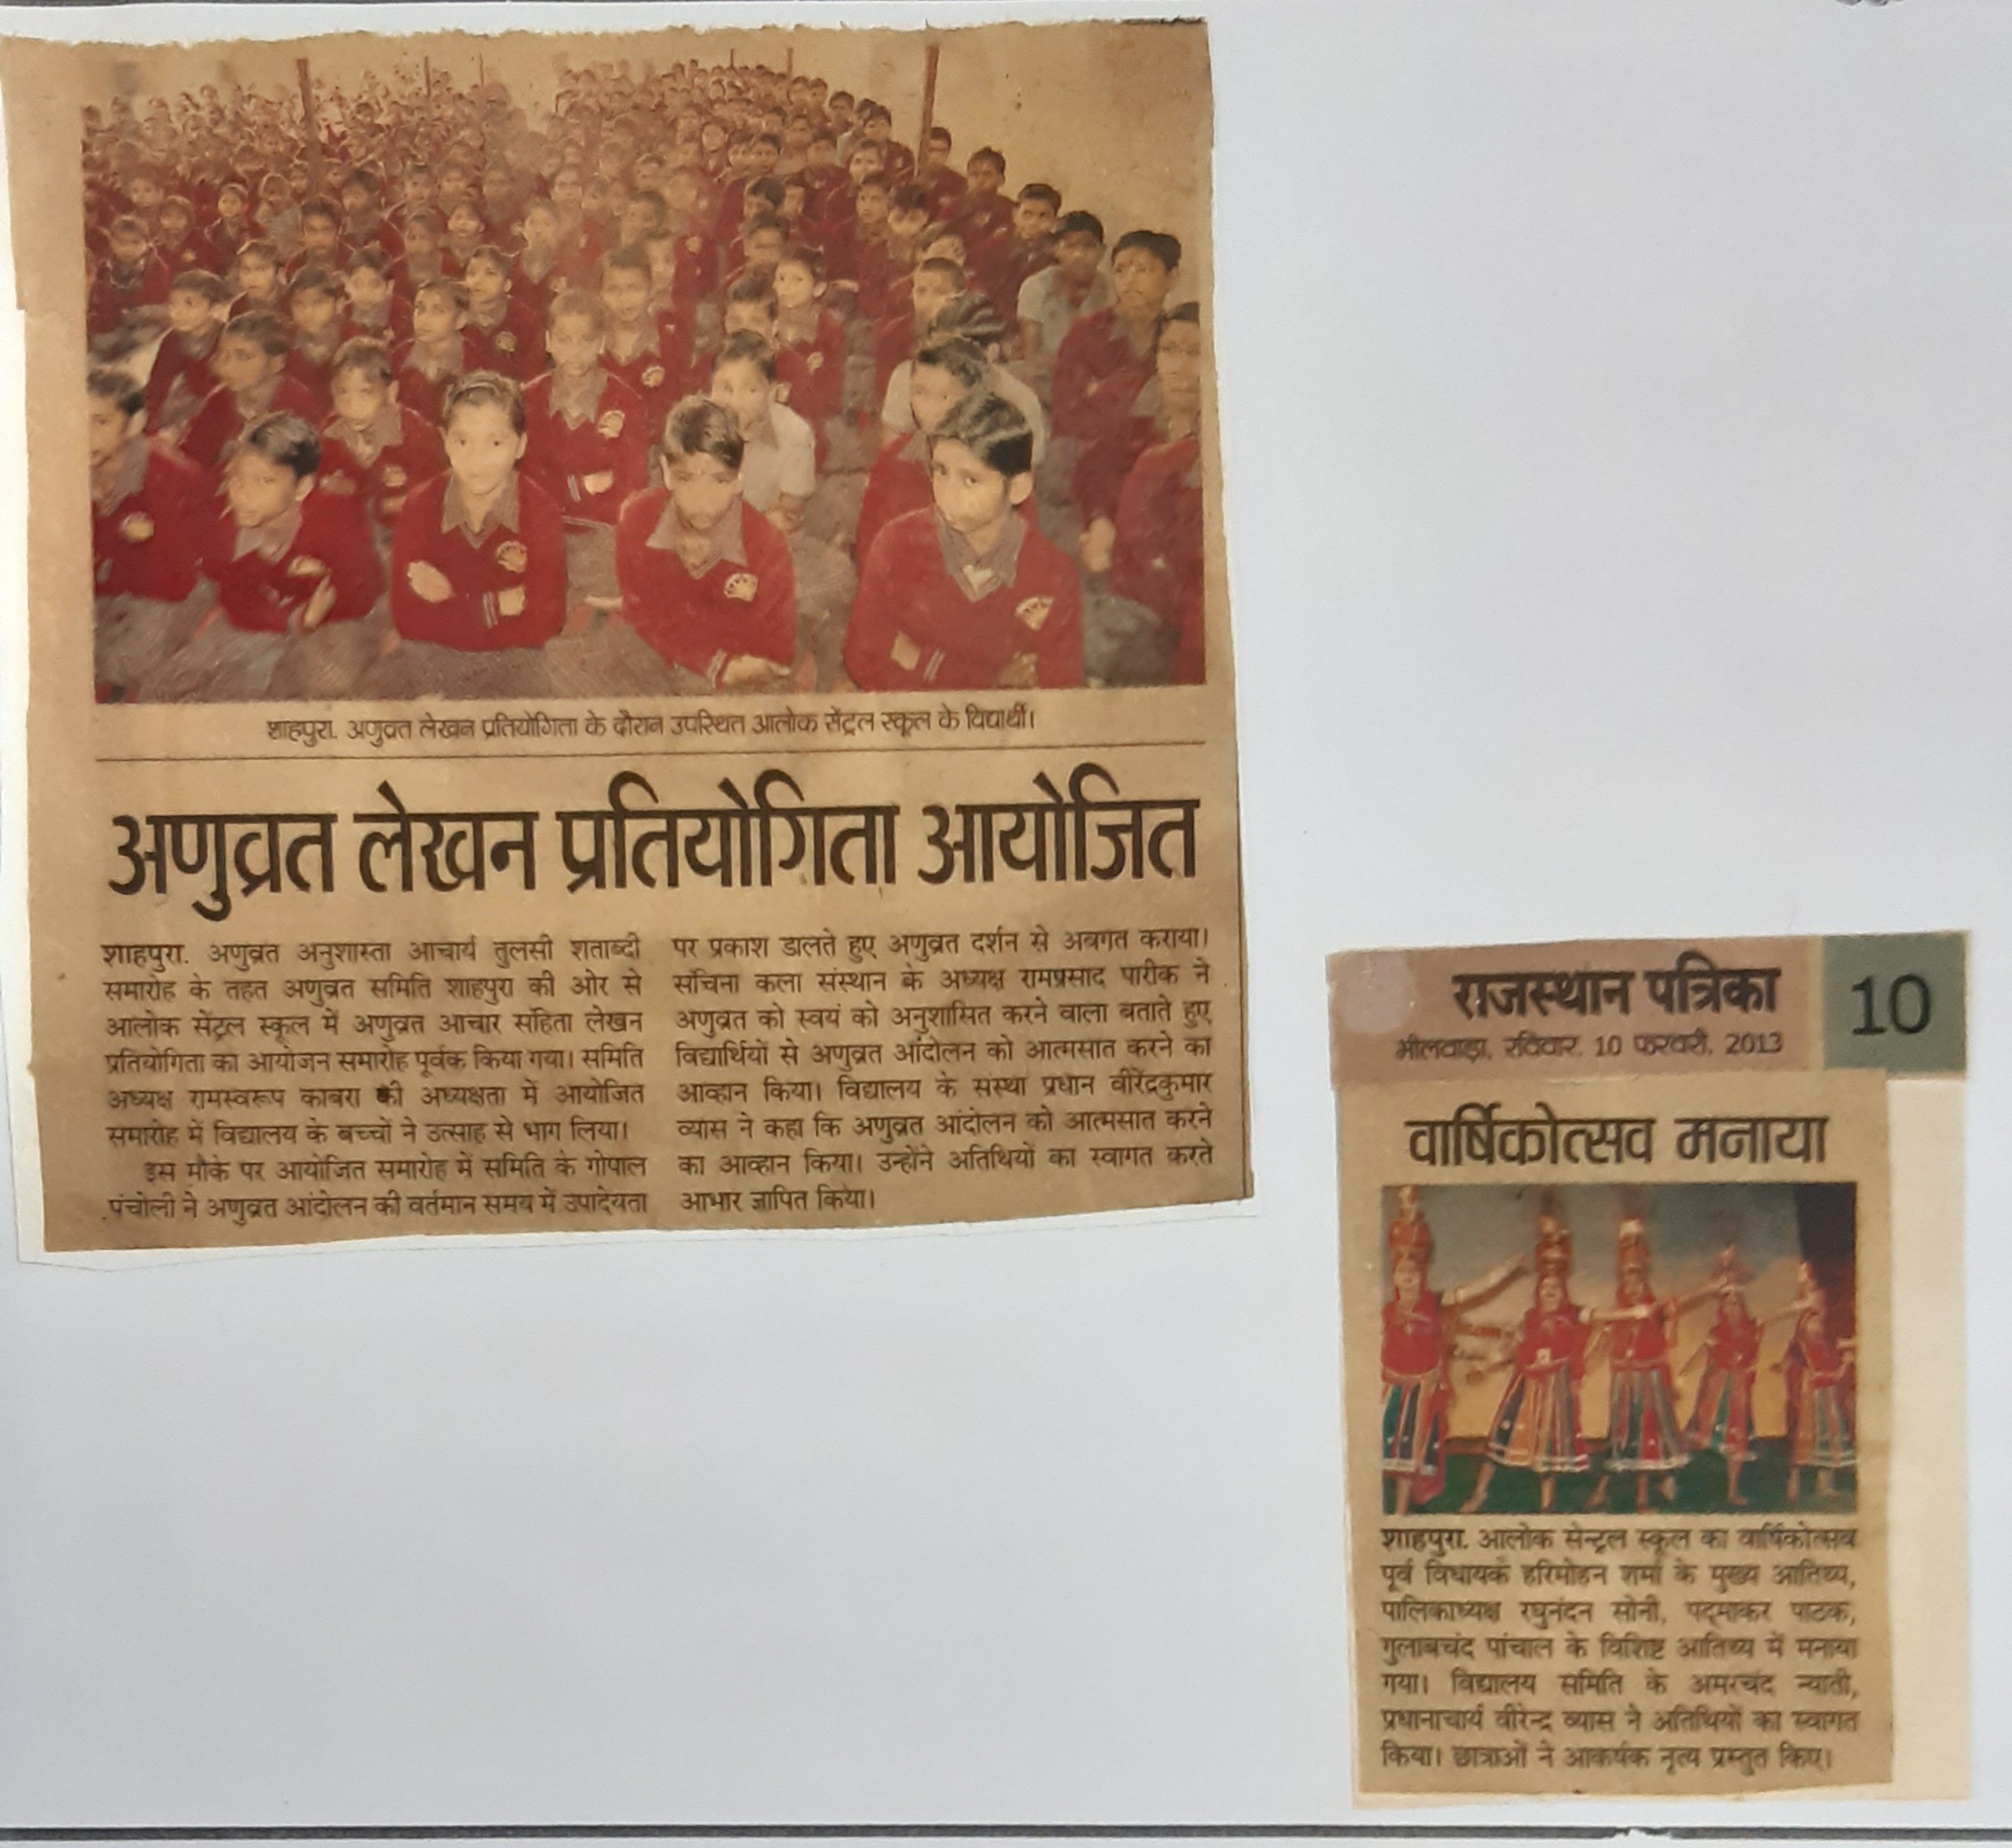 शाहपुरा. अणुव्रत लेखन प्रतियोगिता के दौरान उपस्थित आलोक सेंट्रल स्कूल के विद्यार्थी।
अणुव्रत लेखन प्रतियोगिता आयोजित
शाहपुरा. अणुव्रत अनुशास्ता आचार्य तुलसी शताब्दी
समारोह के तहत अणुव्रत समिति शाहपुरा की ओर से
आलोक सेंट्रल स्कूल में अणुव्रत आचार संहिता लेखन
प्रतियोगिता का आयोजन समारोह पूर्वक किया गया। समिति
अध्यक्ष रामस्वरूप काबरा की अध्यक्षता में आयोजित
समारोह में विद्यालय के बच्चों ने उत्साह से भाग लिया।
इस मौके पर आयोजित समारोह में समिति के गोपाल
पंचोली ने अणुव्रत आंदोलन की वर्तमान समय में उपादेयता
पर प्रकाश डालते हुए अणुव्रत दर्शन से अवगत कराया।
संचिना कला संस्थान के अध्यक्ष रामप्रसाद पारीक ने
अणुव्रत को स्वयं को अनुशासित करने वाला बताते हुए
विद्यार्थियों से अणुव्रत आंदोलन को आत्मसात करने का
आव्हान किया। विद्यालय के संस्था प्रधान वीरेंद्रकुमार
व्यास ने कहा कि अणुव्रत आंदोलन को आत्मसात करने
का आव्हान किया। उन्होंने अतिथियों का स्वागत करते
आभार ज्ञापित किया।
राजस्थान पत्रिका 10
भीलवाड़ा, रविवार, 10 फरवरी, 2013
वार्षिकोत्सव मनाया
शाहपुरा. आलोक सेन्ट्रल स्कूल का वार्षिकोत्सव
पूर्व विधायक हरिमोहन शर्मा के मुख्य आतिथ्य,
पालिकाध्यक्ष रघुनंदन सोनी, पद्माकर पाठक,
गुलाबचंद पांचाल के विशिष्ट आतिथ्य में मनाया
गया। विद्यालय समिति के अमरचंद न्याती,
प्रधानाचार्य वीरेन्द्र व्यास ने अतिथियों का स्वागत
किया। छात्राओं ने आकर्षक नृत्य प्रस्तुत किए।